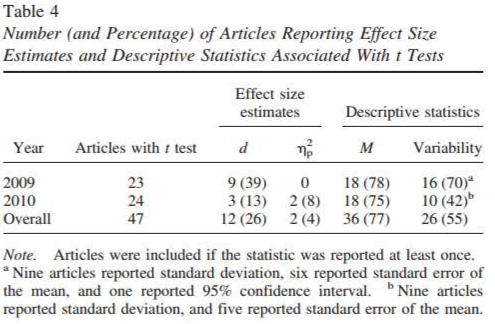 Table 4
Number (and Percentage) of Articles Reporting Effect Size
Estimates and Descriptive Statistics Associated With t Tests
Effect size
estimates Descriptive statistics
Year Articles with t test d η²ₚ M Variability
2009 23 9 (39) 0 18 (78) 16 (70)ᵃ
2010 24 3 (13) 2 (8) 18 (75) 10 (42)ᵇ
Overall 47 12 (26) 2 (4) 36 (77) 26 (55)
Note. Articles were included if the statistic was reported at least once.
ᵃ Nine articles reported standard deviation, six reported standard error of
the mean, and one reported 95% confidence interval. ᵇ Nine articles
reported standard deviation, and five reported standard error of the mean.